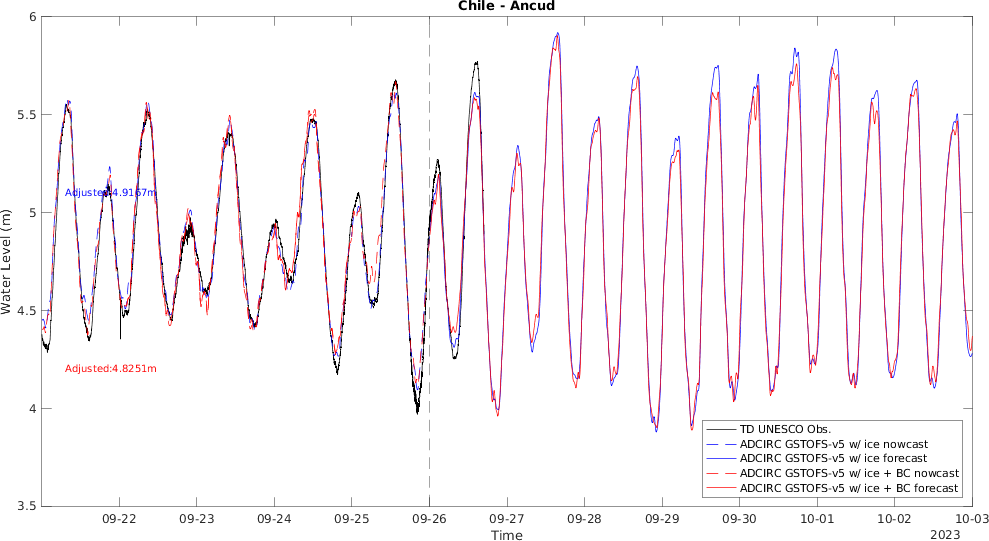 Chile - Ancud
6
5.5
5
4.5
4
3.5
Water Level (m)
Adjusted:4.9167m
Adjusted:4.8251m
TD UNESCO Obs.
ADCIRC GSTOFS-v5 w/ ice nowcast
ADCIRC GSTOFS-v5 w/ ice forecast
ADCIRC GSTOFS-v5 w/ ice + BC nowcast
ADCIRC GSTOFS-v5 w/ ice + BC forecast
09-22 09-23 09-24 09-25 09-26 09-27 09-28 09-29 09-30 10-01 10-02 10-03
Time
2023